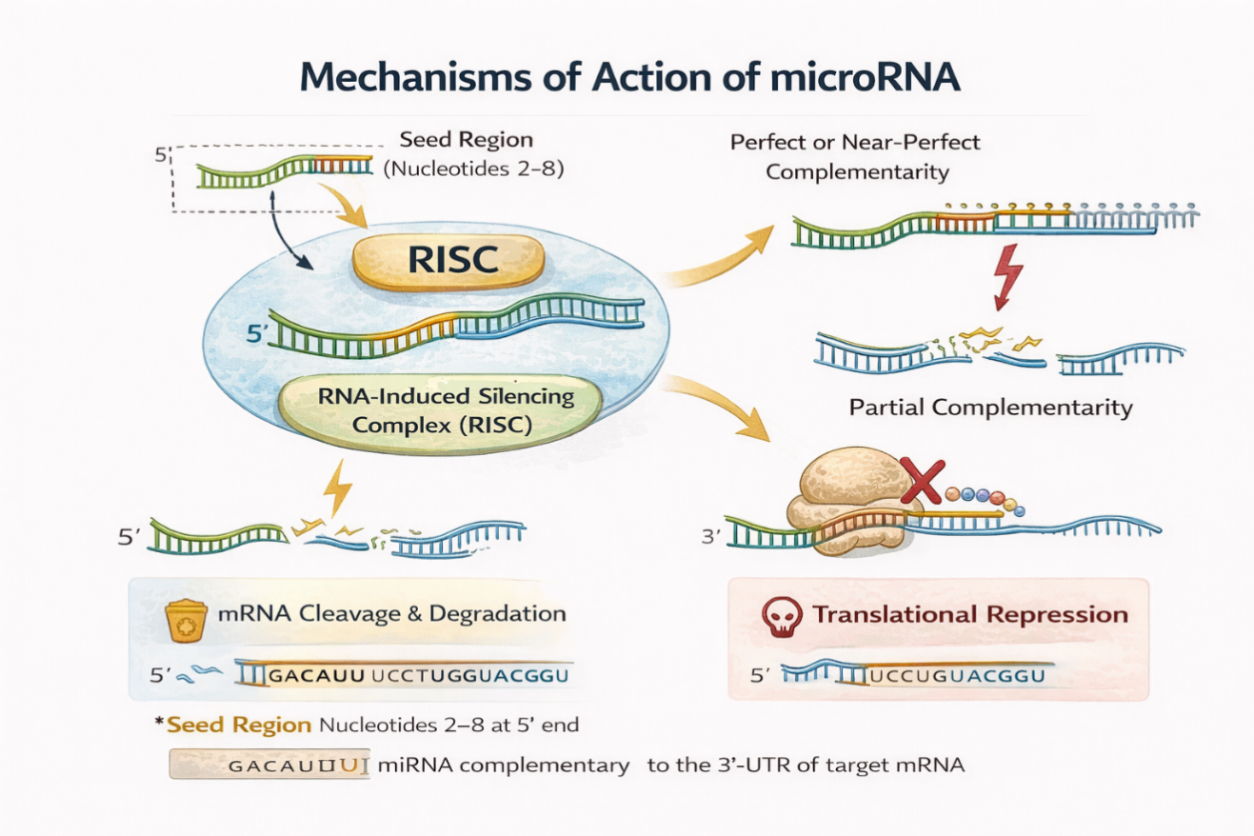 Mechanisms of Action of microRNA
5'
Seed Region
(Nucleotides 2–8)
Perfect or Near-Perfect
Complementarity
RISC
5'
RNA-Induced Silencing
Complex (RISC)
Partial Complementarity
5'
3'
mRNA Cleavage & Degradation
5' GACAUU UCCTUGGUACGGU
Translational Repression
5' UCCUGUACGGU
*Seed Region Nucleotides 2–8 at 5' end
miRNA complementary to the 3'-UTR of target mRNA